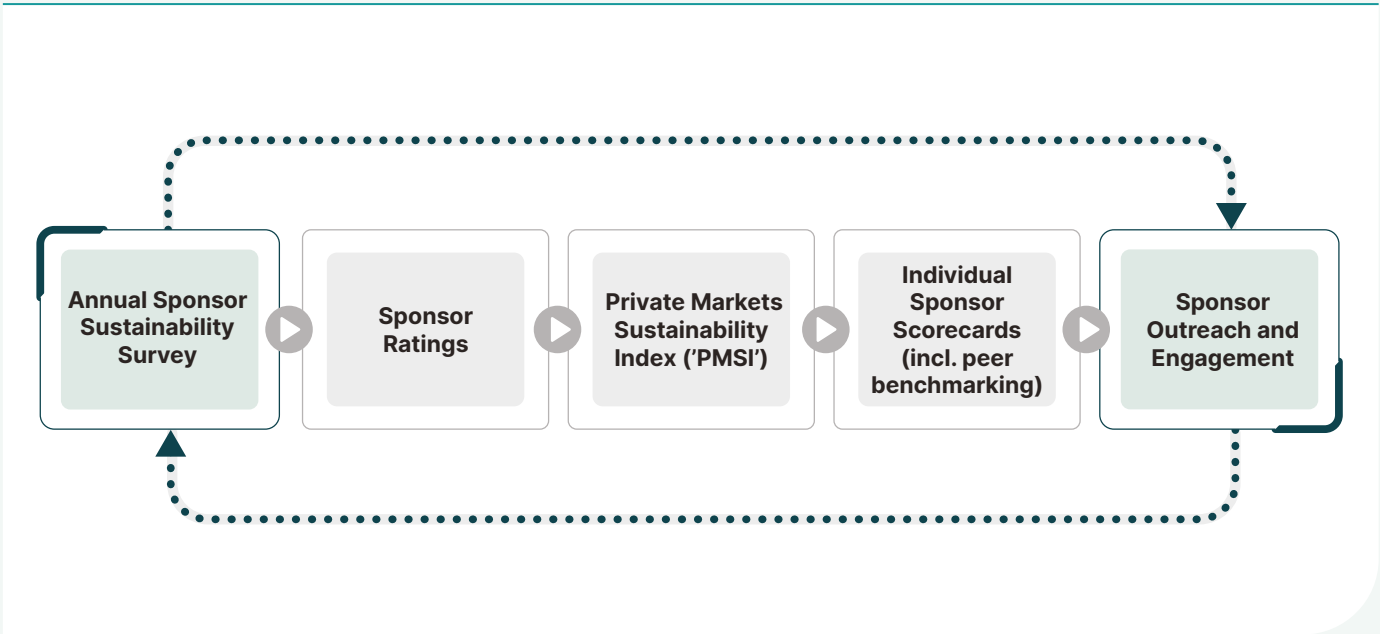 Annual Sponsor
Sustainability
Survey
Sponsor
Ratings
Private Markets
Sustainability
Index (’PMSI’)
Individual
Sponsor
Scorecards
(incl. peer
benchmarking)
Sponsor
Outreach and
Engagement